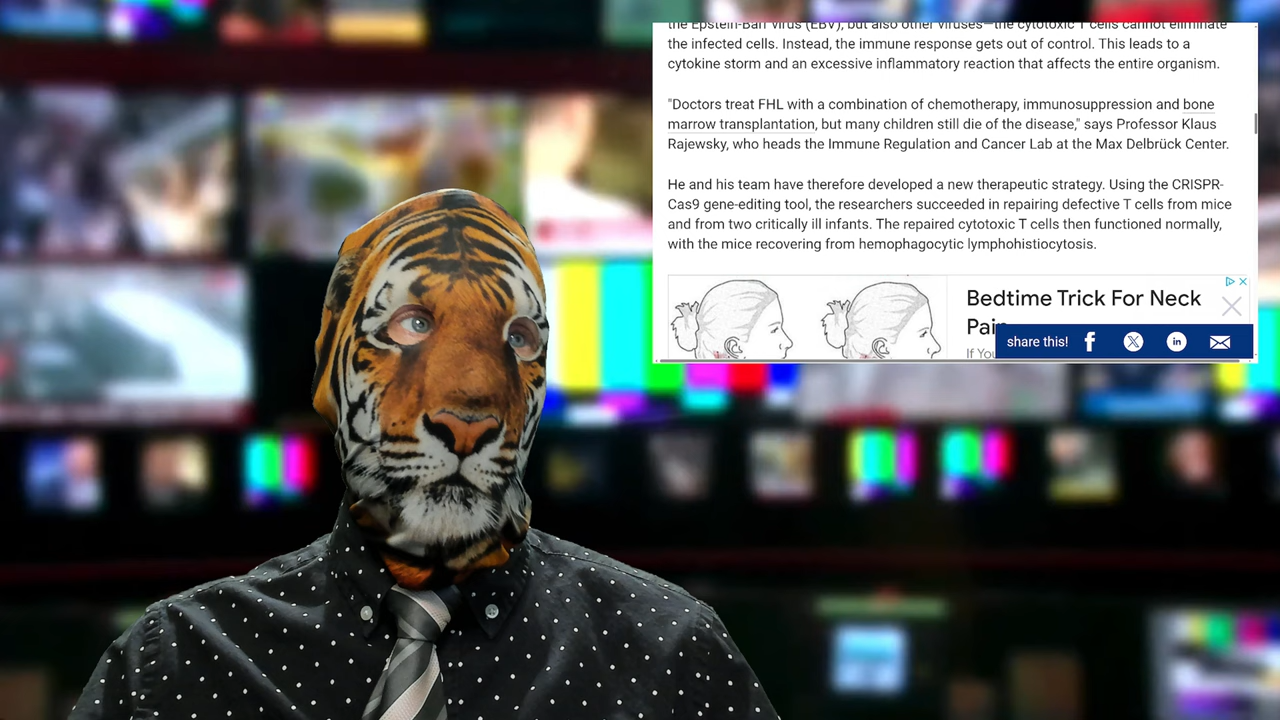 the Epstein-Barr virus (EBV), but also other viruses—the cytotoxic T cells cannot eliminate
the infected cells. Instead, the immune response gets out of control. This leads to a
cytokine storm and an excessive inflammatory reaction that affects the entire organism.
"Doctors treat FHL with a combination of chemotherapy, immunosuppression and bone
marrow transplantation, but many children still die of the disease," says Professor Klaus
Rajewsky, who heads the Immune Regulation and Cancer Lab at the Max Delbrück Center.
He and his team have therefore developed a new therapeutic strategy. Using the CRISPR-
Cas9 gene-editing tool, the researchers succeeded in repairing defective T cells from mice
and from two critically ill infants. The repaired cytotoxic T cells then functioned normally,
with the mice recovering from hemophagocytic lymphohistiocytosis.
Bedtime Trick For Neck
Pain
If You
share this!